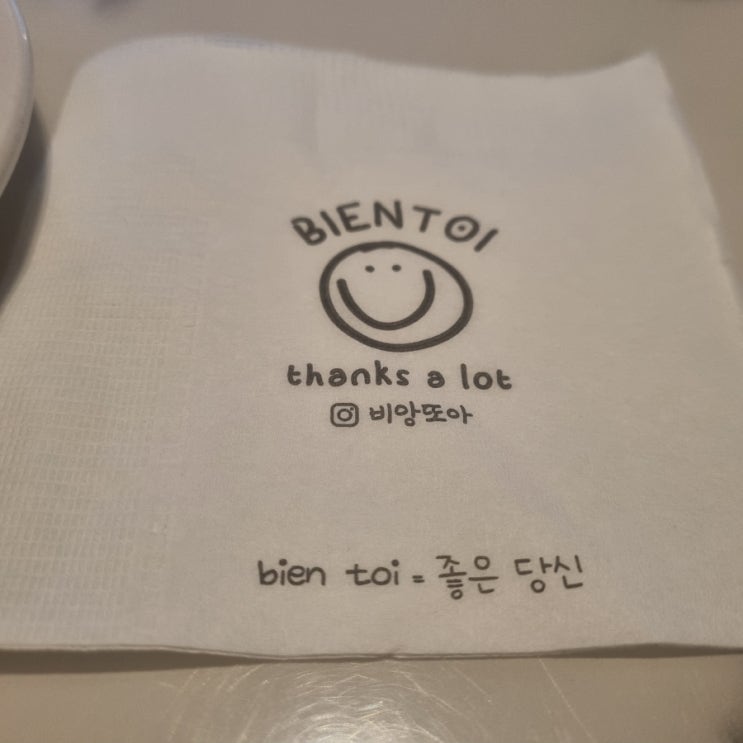 BIENTOI
thanks a lot
비앙또아
bien toi = 좋은 당신